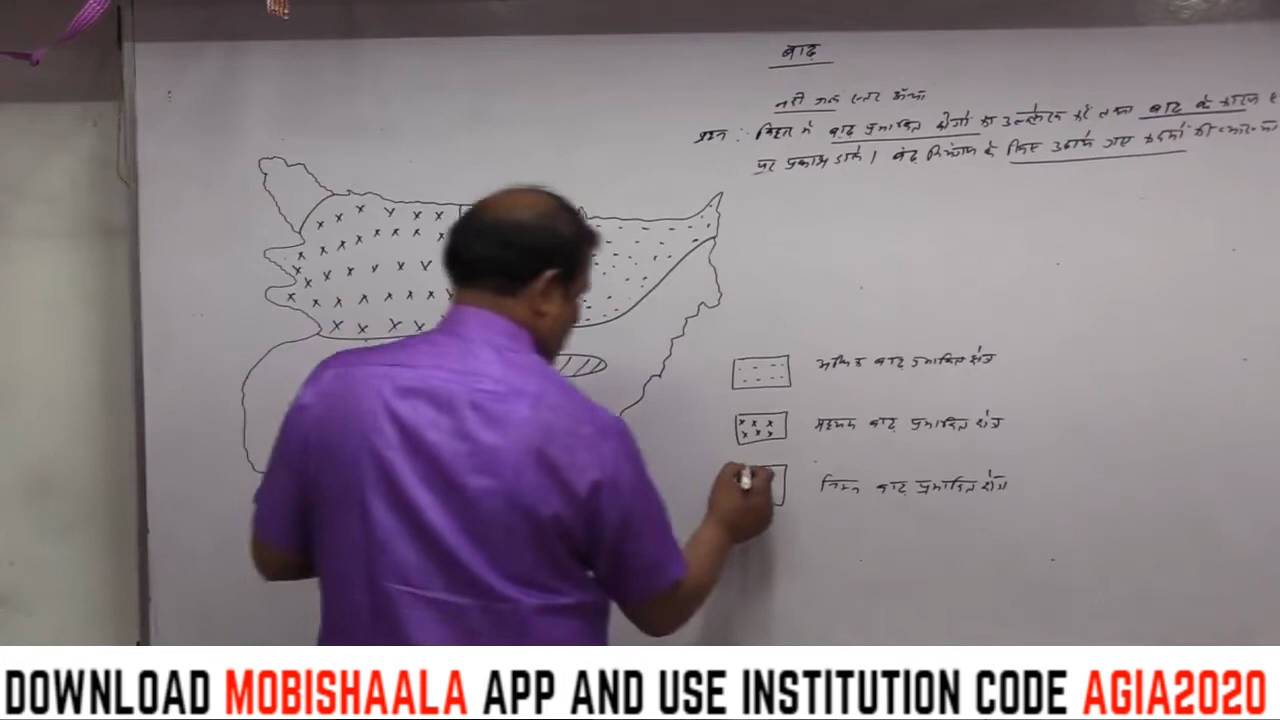 बाढ़
नदी जल स्तर ऊँचा
प्रश्न :- बिहार में बाढ़ प्रभावित क्षेत्रों का उल्लेख करें तथा बाढ़ के कारण
पर प्रकाश डालें। बाढ़ नियंत्रण के लिए उठाये गए कदमों की व्याख्या
अधिक बाढ़ प्रभावित क्षेत्र
मध्यम बाढ़ प्रभावित क्षेत्र
निम्न बाढ़ प्रभावित क्षेत्र
DOWNLOAD MOBISHAALA APP AND USE INSTITUTION CODE AGIA2020